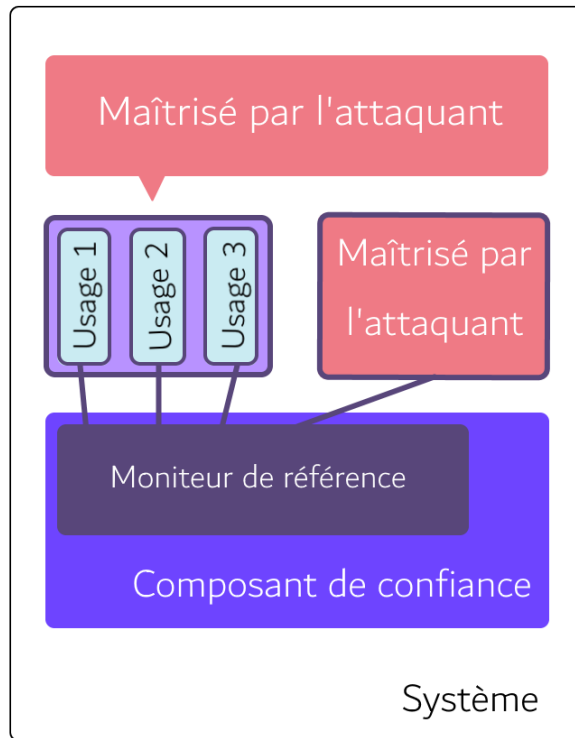 Maîtrisé par l'attaquant
Usage 1
Usage 2
Usage 3
Maîtrisé par
l'attaquant
Moniteur de référence
Composant de confiance
Système